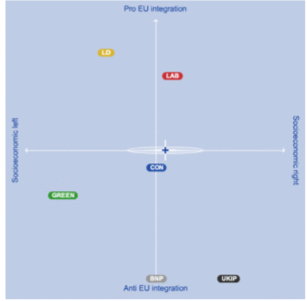 Pro EU integration
LD
LAB
Socioeconomic left
Socioeconomic right
CON
GREEN
BNP
UKIP
Anti EU integration